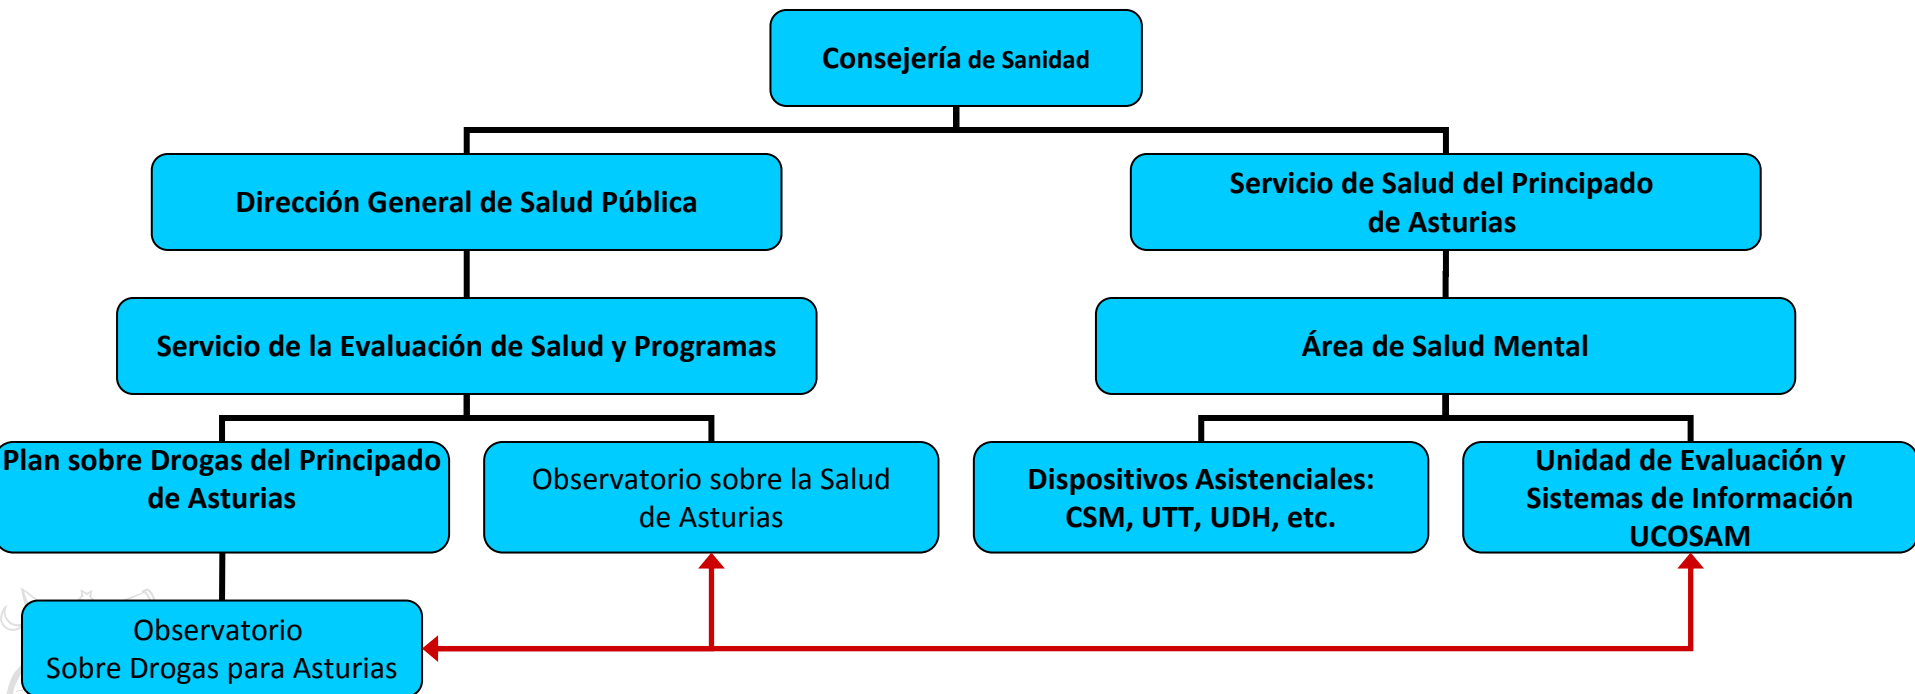 Consejería de Sanidad
Dirección General de Salud Pública
Servicio de Salud del Principado
de Asturias
Servicio de la Evaluación de Salud y Programas
Área de Salud Mental
Plan sobre Drogas del Principado
de Asturias
Observatorio sobre la Salud
de Asturias
Dispositivos Asistenciales:
CSM, UTT, UDH, etc.
Unidad de Evaluación y
Sistemas de Información
UCOSAM
Observatorio
Sobre Drogas para Asturias